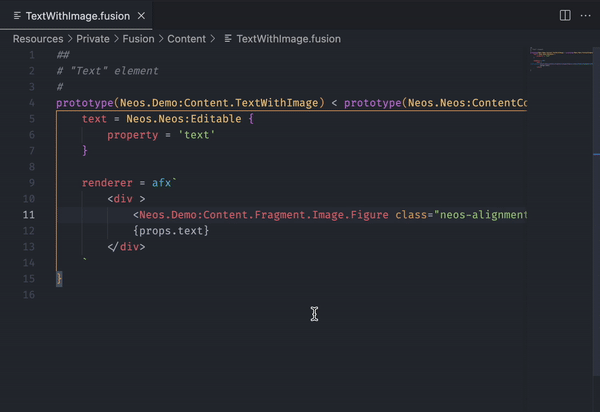 TextWithImage.fusion
Resources > Private > Fusion > Content > TextWithImage.fusion
1 ##
2 # "Text" element
3 #
4 prototype(Neos.Demo:Content.TextWithImage) < prototype(Neos.Neos:ContentCo
5 text = Neos.Neos:Editable {
6 property = 'text'
7 }
8
9 renderer = afx`
10 <div >
11 <Neos.Demo:Content.Fragment.Image.Figure class="neos-alignment
12 {props.text}
13 </div>
14 `
15 }
16